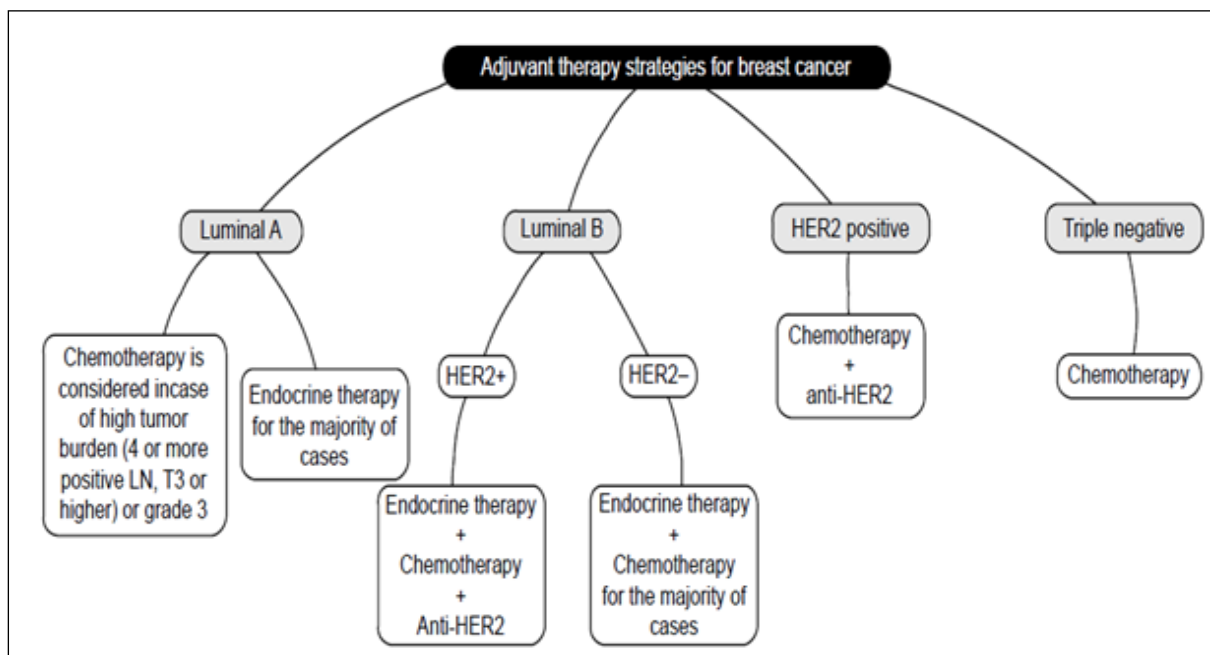 Adjuvant therapy strategies for breast cancer
Luminal A
Luminal B
HER2 positive
Triple negative
Chemotherapy is
considered incase
of high tumor
burden (4 or more
positive LN, T3 or
higher) or grade 3
Endocrine therapy
for the majority of
cases
HER2+
HER2–
Endocrine therapy
+
Chemotherapy
+
Anti-HER2
Endocrine therapy
+
Chemotherapy
for the majority of
cases
Chemotherapy
+
anti-HER2
Chemotherapy